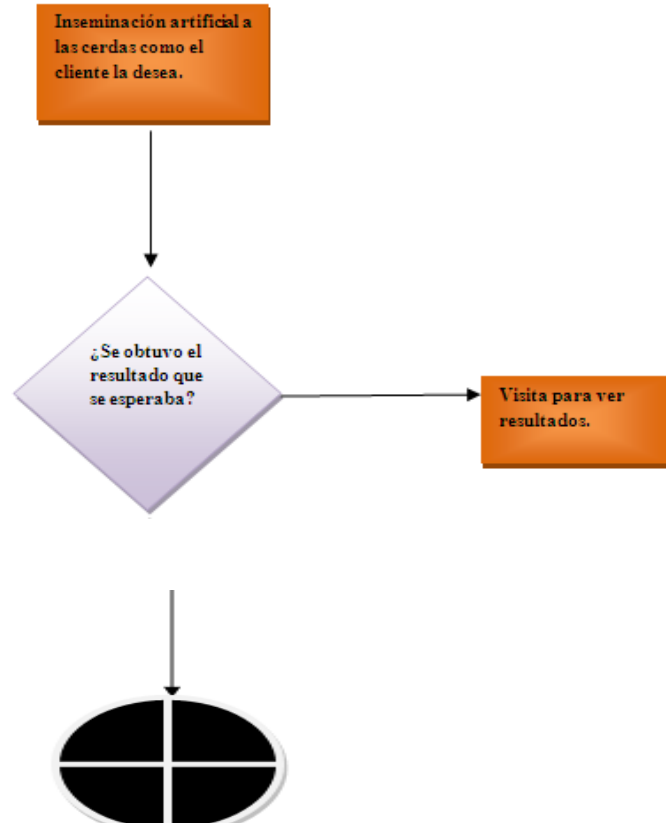 Inseminación artificial a
las cerdas como el
cliente la desea.
¿Se obtuvo el
resultado que
se esperaba?
Visita para ver
resultados.